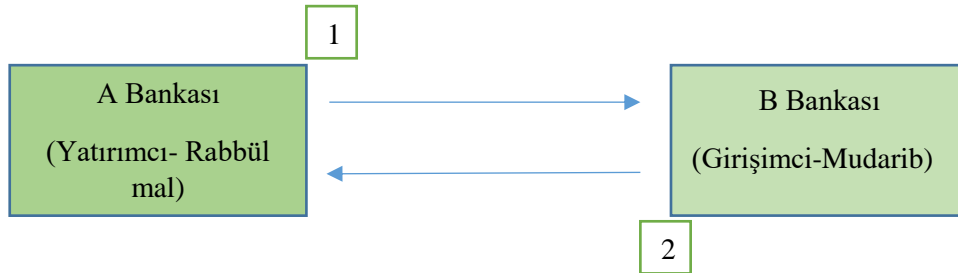 1
A Bankası
(Yatırımcı- Rabbül
mal)
B Bankası
(Girişimci-Mudarib)
2